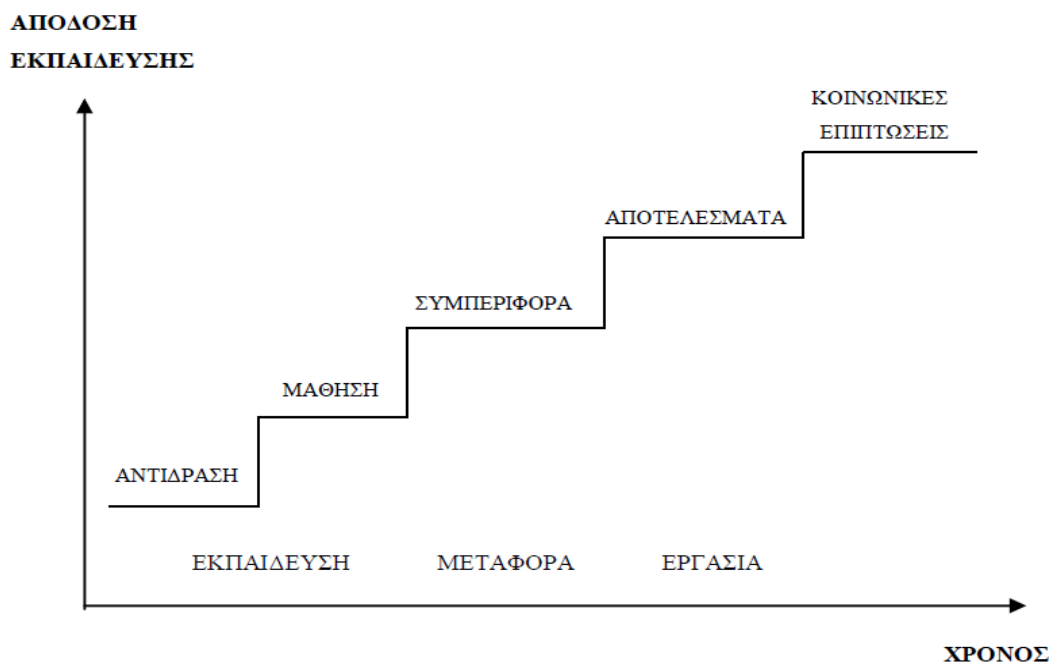 ΑΠΟΔΟΣΗ
ΕΚΠΑΙΔΕΥΣΗΣ
ΚΟΙΝΩΝΙΚΕΣ
ΕΠΙΠΤΩΣΕΙΣ
ΑΠΟΤΕΛΕΣΜΑΤΑ
ΣΥΜΠΕΡΙΦΟΡΑ
ΜΑΘΗΣΗ
ΑΝΤΙΔΡΑΣΗ
ΕΚΠΑΙΔΕΥΣΗ ΜΕΤΑΦΟΡΑ ΕΡΓΑΣΙΑ
ΧΡΟΝΟΣ